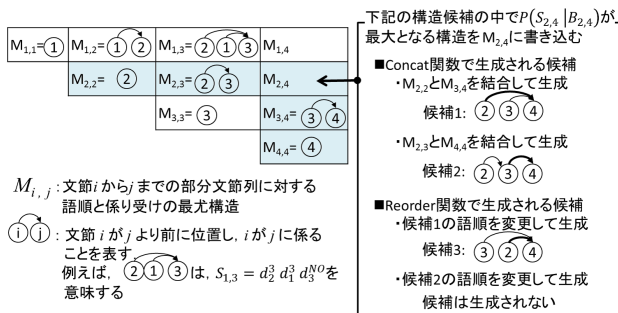 M1,1=① M1,2= ① ② M1,3= ② ① ③ M1,4
M2,2= ② M2,3= ② ③ M2,4
M3,3= ③ M3,4= ③ ④
M4,4= ④
M i , j :文節iからjまでの部分文節列に対する
語順と係り受けの最尤構造
ⓘ ⓙ : 文節 i が j より前に位置し, i が j に係る
ことを表す.
例えば, ② ① ③ は, S1,3 = d2^3 d1^3 d3^NO を
意味する
下記の構造候補の中でP(S2,4 |B2,4)が
最大となる構造をM2,4に書き込む
■Concat関数で生成される候補
・M2,2とM3,4を結合して生成
候補1: ② ③ ④
・M2,3とM4,4を結合して生成
候補2: ② ③ ④
■Reorder関数で生成される候補
・候補1の語順を変更して生成
候補3: ③ ② ④
・候補2の語順を変更して生成
候補は生成されない